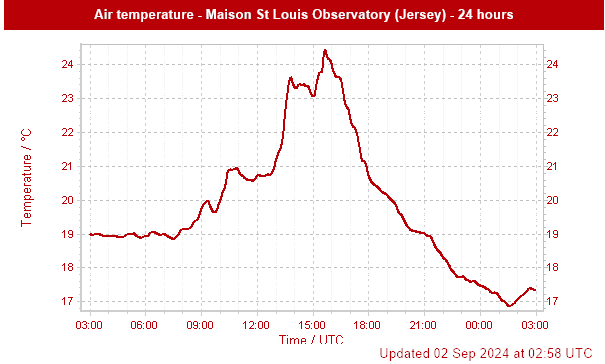 Air temperature - Maison St Louis Observatory (Jersey) - 24 hours
24 24
23 23
22 22
21 21
20 20
19 19
18 18
17 17
Temperature / °C
03:00 06:00 09:00 12:00 15:00 18:00 21:00 00:00 03:00
Time / UTC
Updated 02 Sep 2024 at 02:58 UTC